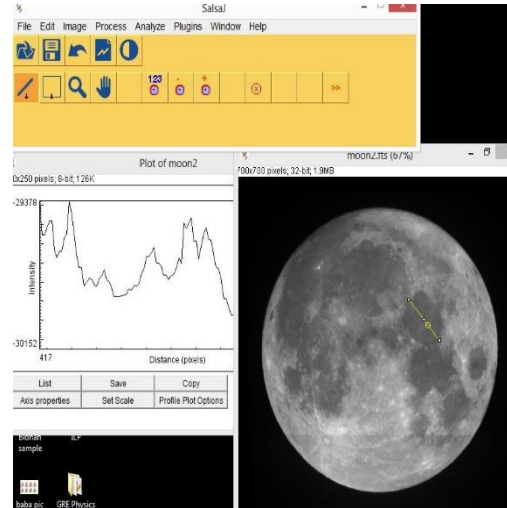 SalsaJ
File Edit Image Process Analyze Plugins Window Help
123 - +
>>
Plot of moon2
moon2.fts (67%)
0x250 pixels; 8-bit; 126K
700x700 pixels; 32-bit; 1.9MB
-29378
Intensity
-30152
417
Distance (pixels)
List Save Copy
Axis properties Set Scale Profile Plot Options
sample
baba pic GRE Physics